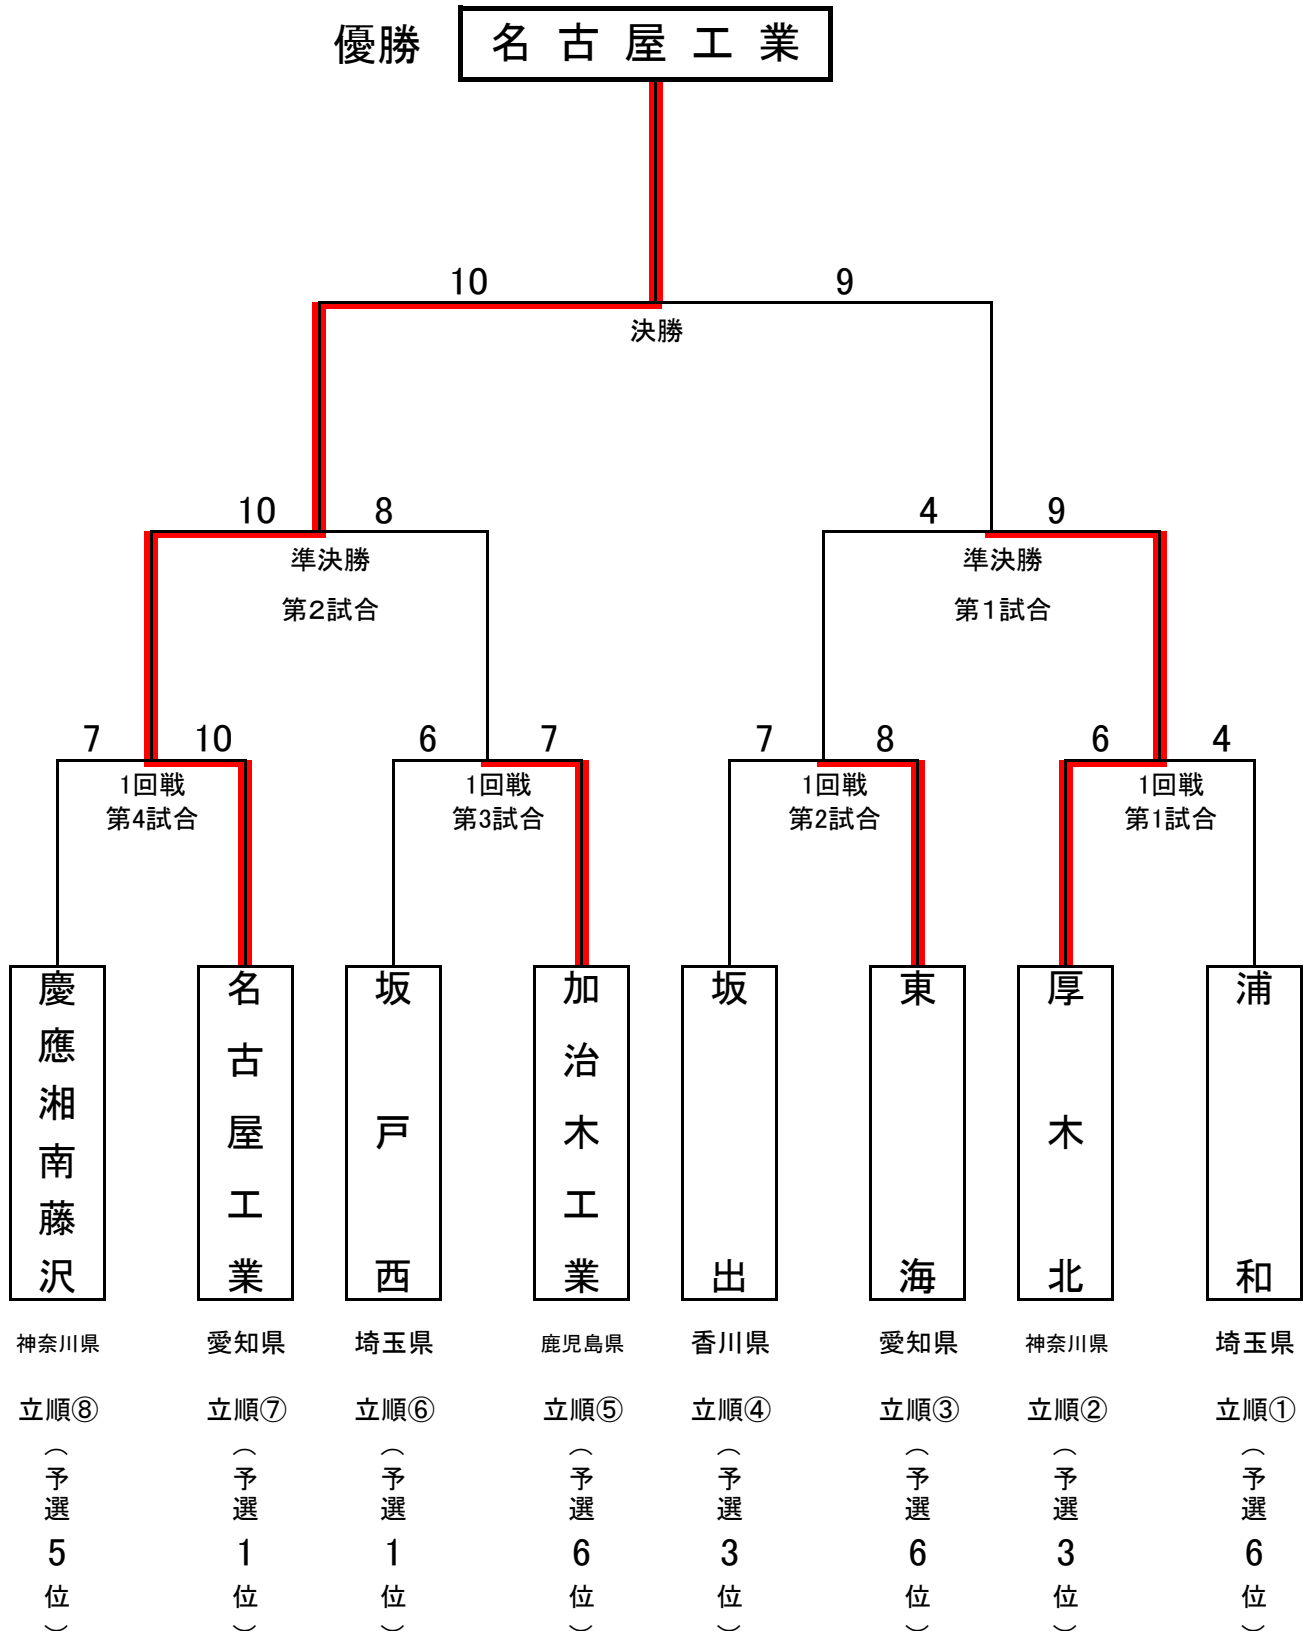 優勝 名古屋工業
10 9
決勝
10 8 4 9
準決勝 準決勝
第2試合 第1試合
7 10 6 7 7 8 6 4
1回戦 1回戦 1回戦 1回戦
第4試合 第3試合 第2試合 第1試合
慶應湘南藤沢
名古屋工業
坂戸西
加治木工業
坂出
東海
厚木北
浦和
神奈川県 愛知県 埼玉県 鹿児島県 香川県 愛知県 神奈川県 埼玉県
立順⑧ 立順⑦ 立順⑥ 立順⑤ 立順④ 立順③ 立順② 立順①
（予選5位）
（予選1位）
（予選1位）
（予選6位）
（予選3位）
（予選6位）
（予選3位）
（予選6位）